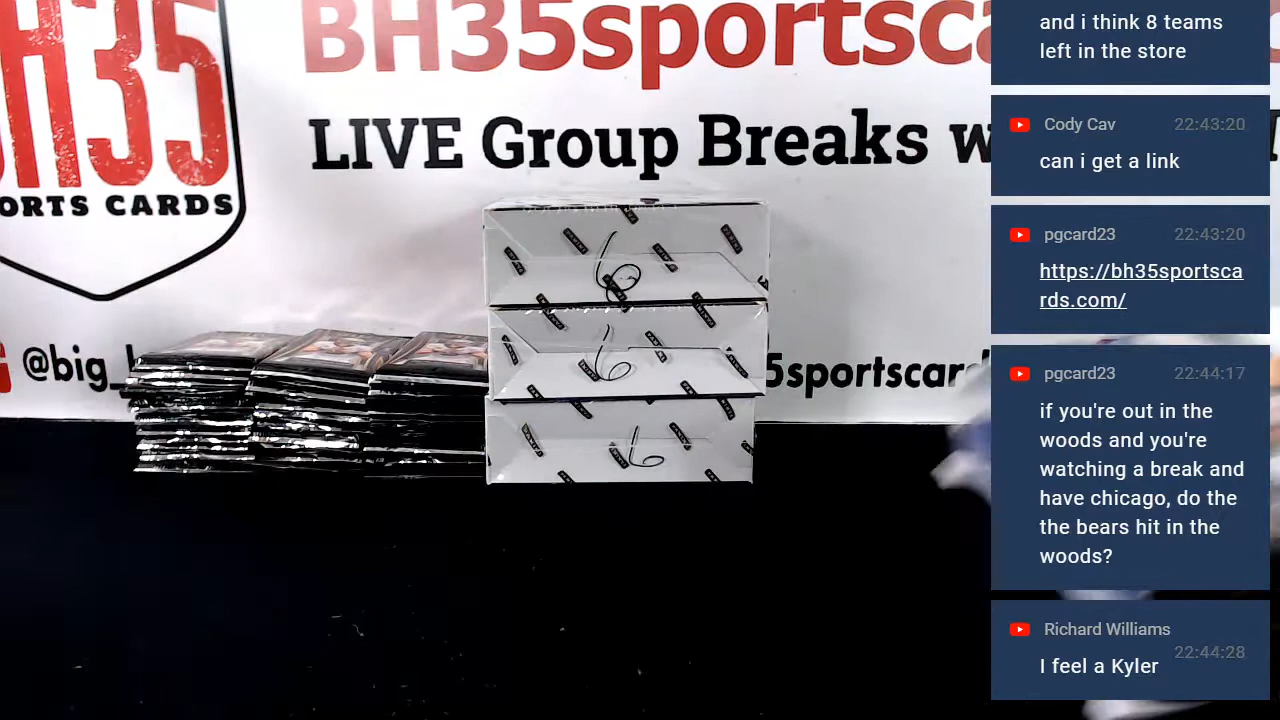 BH35sportsca
LIVE Group Breaks w
H35
ORTS CARDS
@big_
5sportscar
6
6
6
and i think 8 teams
left in the store
Cody Cav 22:43:20
can i get a link
pgcard23 22:43:20
https://bh35sportsca
rds.com/
pgcard23 22:44:17
if you're out in the
woods and you're
watching a break and
have chicago, do the
the bears hit in the
woods?
Richard Williams
22:44:28
I feel a Kyler